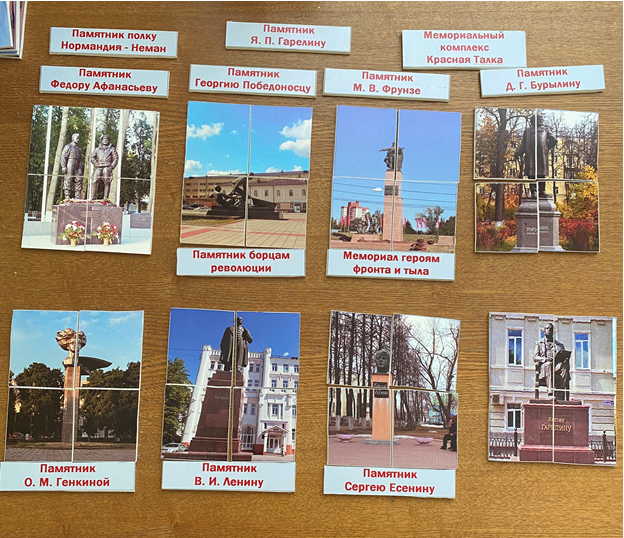 Памятник полку
Нормандия - Неман
Памятник
Я. П. Гарелину
Мемориальный
комплекс
Красная Талка
Памятник
Федору Афанасьеву
Памятник
Георгию Победоносцу
Памятник
М. В. Фрунзе
Памятник
Д. Г. Бурылину
Памятник борцам
революции
Мемориал героям
фронта и тыла
ГАРЕЛИНУ
Памятник
О. М. Генкиной
Памятник
В. И. Ленину
Памятник
Сергею Есенину